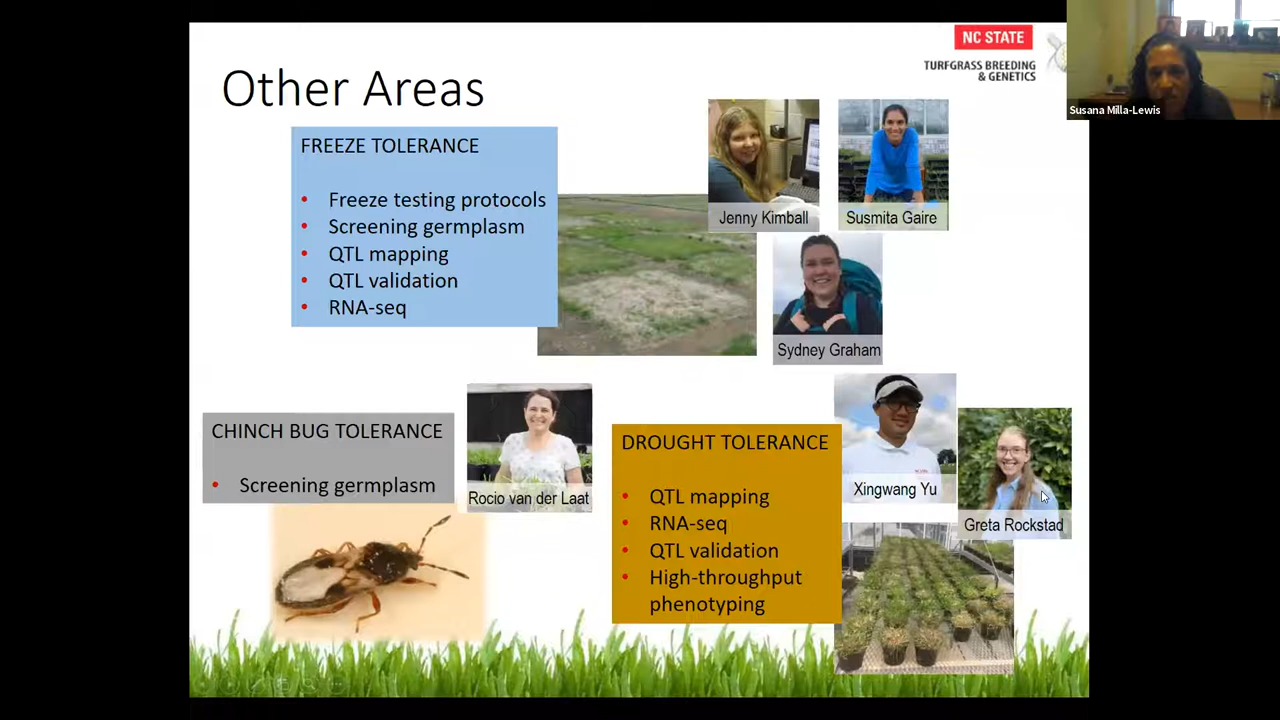 NC STATE
TURFGRASS BREEDING
& GENETICS
Susana Milla-Lewis
Other Areas
FREEZE TOLERANCE
• Freeze testing protocols
• Screening germplasm
• QTL mapping
• QTL validation
• RNA-seq
Jenny Kimball
Susmita Gaire
Sydney Graham
CHINCH BUG TOLERANCE
• Screening germplasm
Rocio van der Laat
DROUGHT TOLERANCE
• QTL mapping
• RNA-seq
• QTL validation
• High-throughput
phenotyping
Xingwang Yu
Greta Rockstad